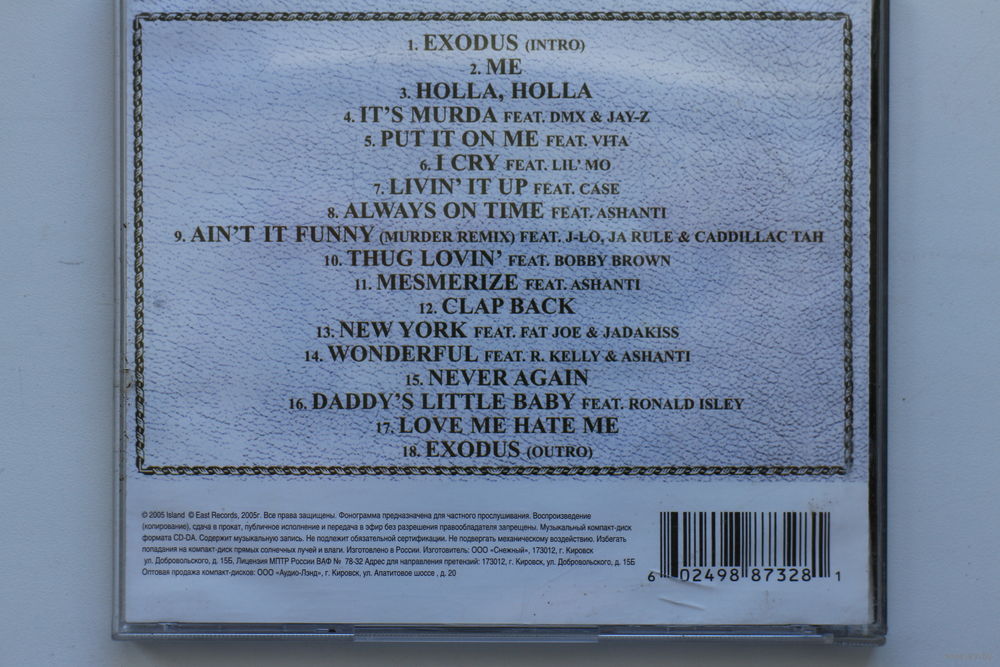 1. EXODUS (INTRO)
2. ME
3. HOLLA, HOLLA
4. IT'S MURDA FEAT. DMX & JAY-Z
5. PUT IT ON ME FEAT. VITA
6. I CRY FEAT. LIL' MO
7. LIVIN' IT UP FEAT. CASE
8. ALWAYS ON TIME FEAT. ASHANTI
9. AIN'T IT FUNNY (MURDER REMIX) FEAT. J-LO, JA RULE & CADDILLAC TAH
10. THUG LOVIN' FEAT. BOBBY BROWN
11. MESMERIZE FEAT. ASHANTI
12. CLAP BACK
13. NEW YORK FEAT. FAT JOE & JADAKISS
14. WONDERFUL FEAT. R. KELLY & ASHANTI
15. NEVER AGAIN
16. DADDY'S LITTLE BABY FEAT. RONALD ISLEY
17. LOVE ME HATE ME
18. EXODUS (OUTRO)
© 2005 Island © East Records, 2005г. Все права защищены. Фонограмма предназначена для частного прослушивания. Воспроизведение
(копирование), сдача в прокат, публичное исполнение и передача в эфир без разрешения правообладателя запрещены. Музыкальный компакт-диск
формата CD-DA. Содержит музыкальную запись. Не подлежит обязательной сертификации. Не подвергать механическому воздействию. Избегать
попадания на компакт-диск прямых солнечных лучей и влаги. Изготовлено в России. Изготовитель: ООО «Снежный», 173012, г. Кировск
ул. Добровольского, д. 15Б, Лицензия МПТР России ВАФ № 78-32 Адрес для направления претензий: 173012, г. Кировск, ул. Добровольского, д. 15Б
Оптовая продажа компакт-дисков: ООО «Аудио-Лэнд», г. Кировск, ул. Апатитовое шоссе , д. 20
6 02498 87328 1